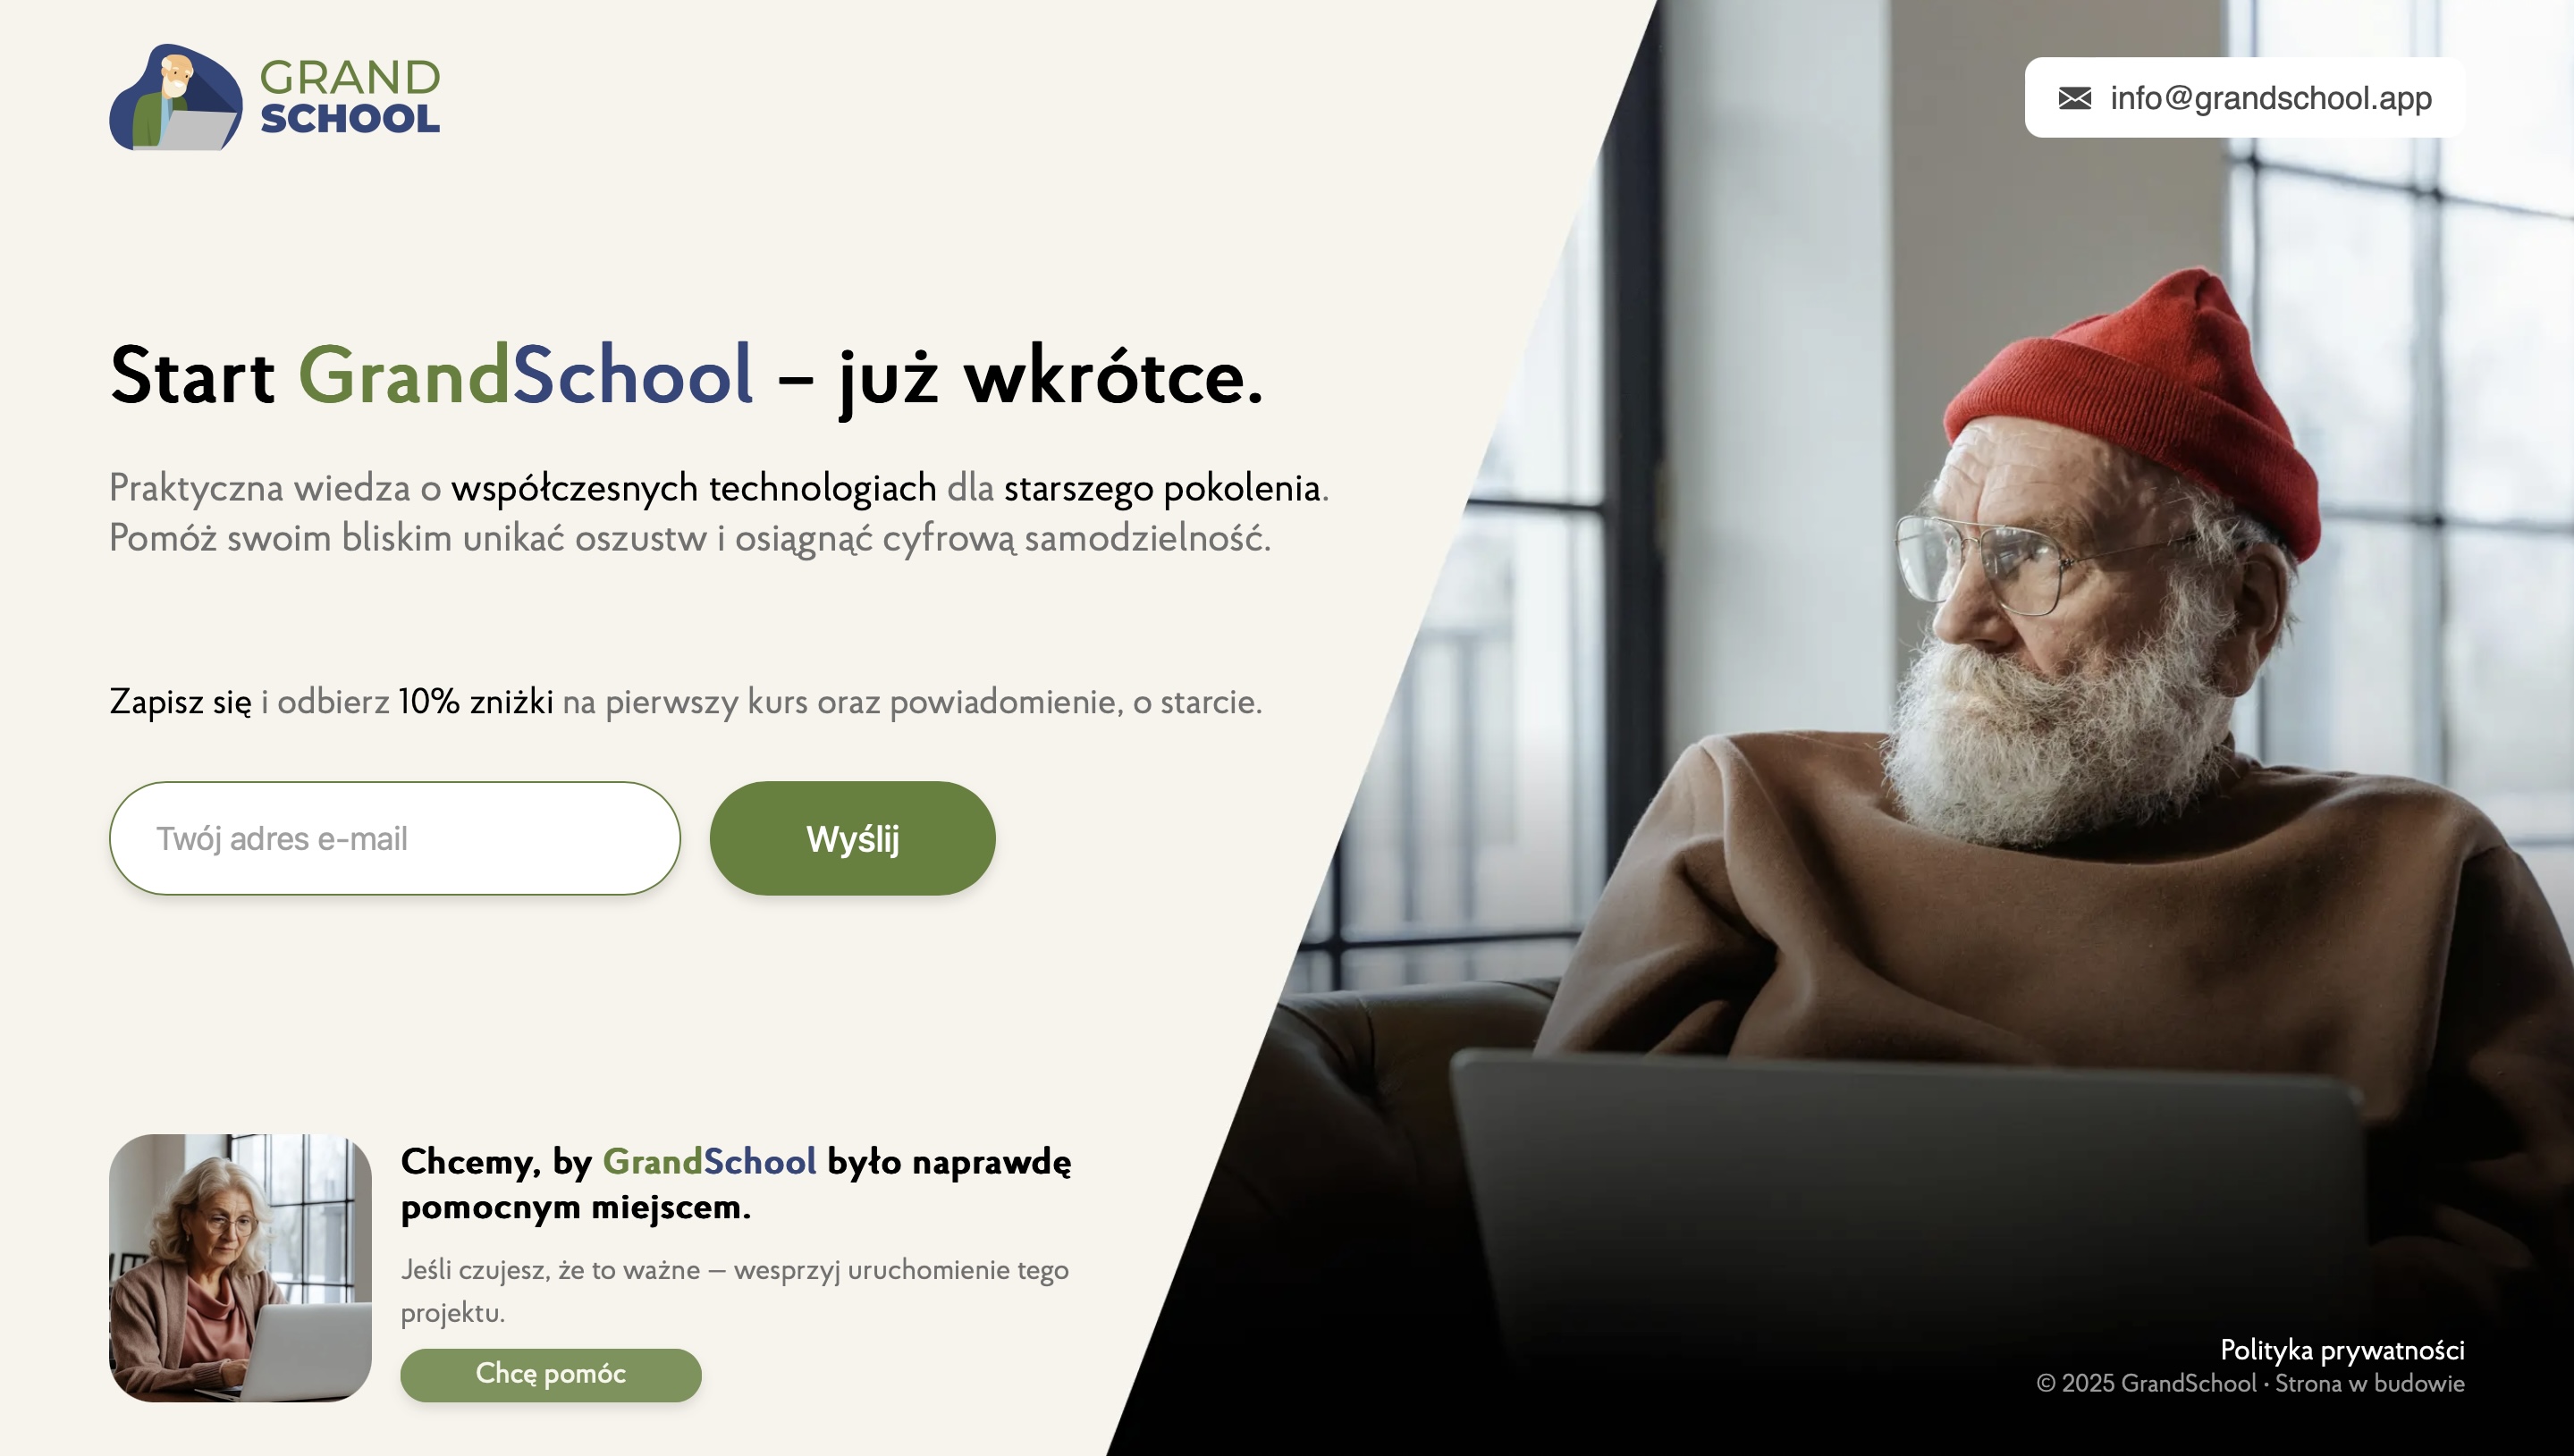 GRAND
SCHOOL
info@grandschool.app
Start GrandSchool – już wkrótce.
Praktyczna wiedza o współczesnych technologiach dla starszego pokolenia.
Pomóż swoim bliskim unikać oszustw i osiągnąć cyfrową samodzielność.
Zapisz się i odbierz 10% zniżki na pierwszy kurs oraz powiadomienie, o starcie.
Twój adres e-mail
Wyślij
Chcemy, by GrandSchool było naprawdę
pomocnym miejscem.
Jeśli czujesz, że to ważne — wesprzyj uruchomienie tego
projektu.
Chcę pomóc
Polityka prywatności
© 2025 GrandSchool · Strona w budowie